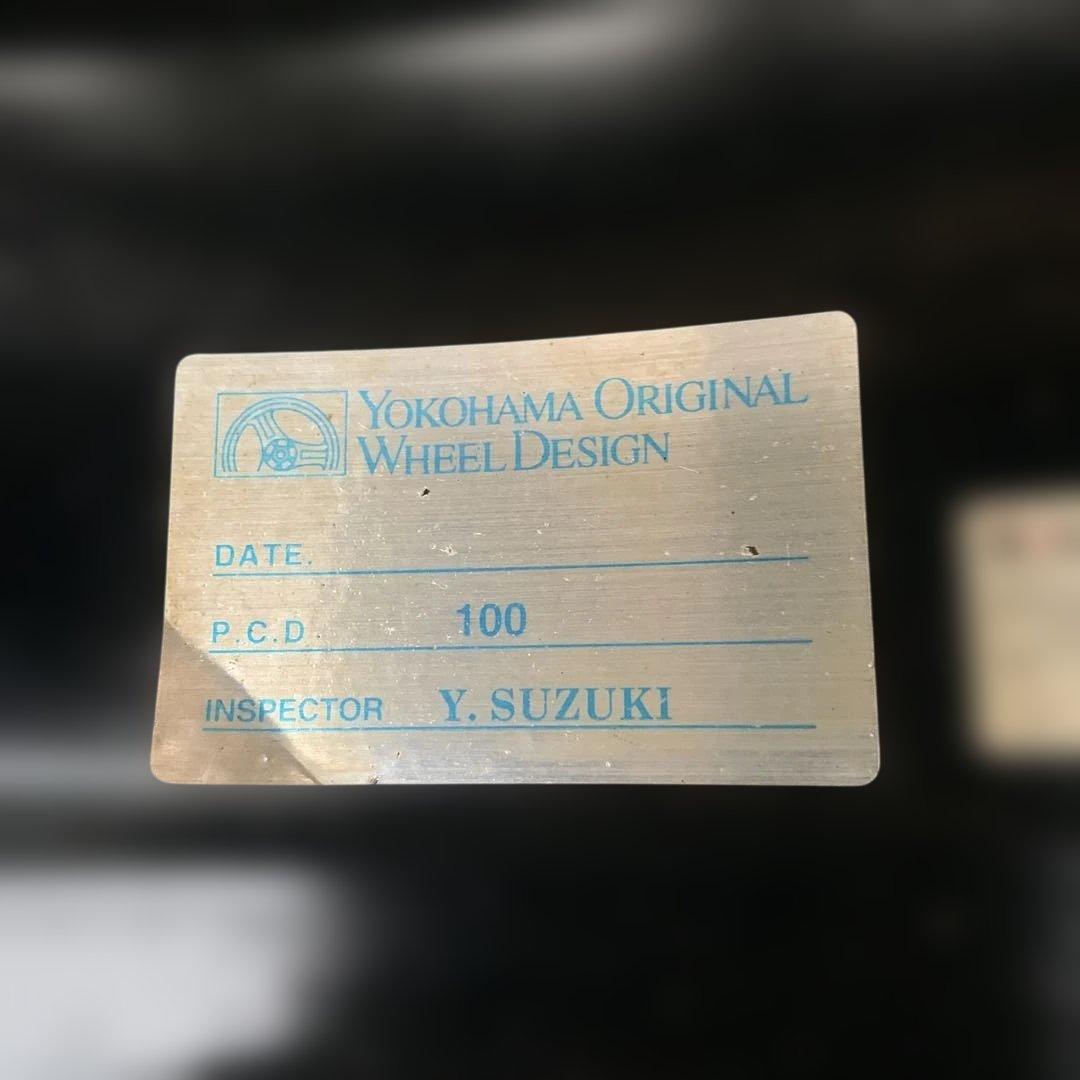 YOKOHAMA ORIGINAL
WHEEL DESIGN
DATE.
P.C.D 100
INSPECTOR Y. SUZUKI